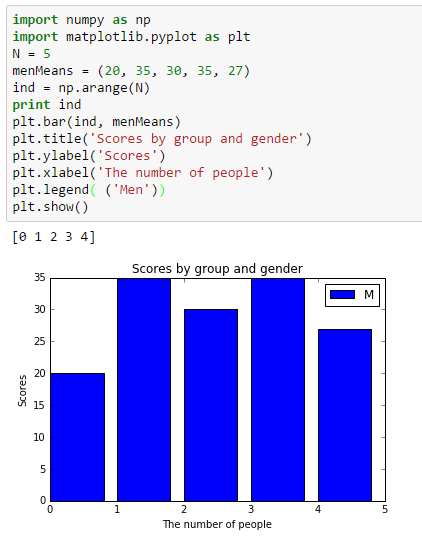 import numpy as np
import matplotlib.pyplot as plt
N = 5
menMeans = (20, 35, 30, 35, 27)
ind = np.arange(N)
print ind
plt.bar(ind, menMeans)
plt.title('Scores by group and gender')
plt.ylabel('Scores')
plt.xlabel('The number of people')
plt.legend( ('Men'))
plt.show()
[0 1 2 3 4]
Scores by group and gender
M
35
30
25
20
15
10
5
0
Scores
0 1 2 3 4 5
The number of people